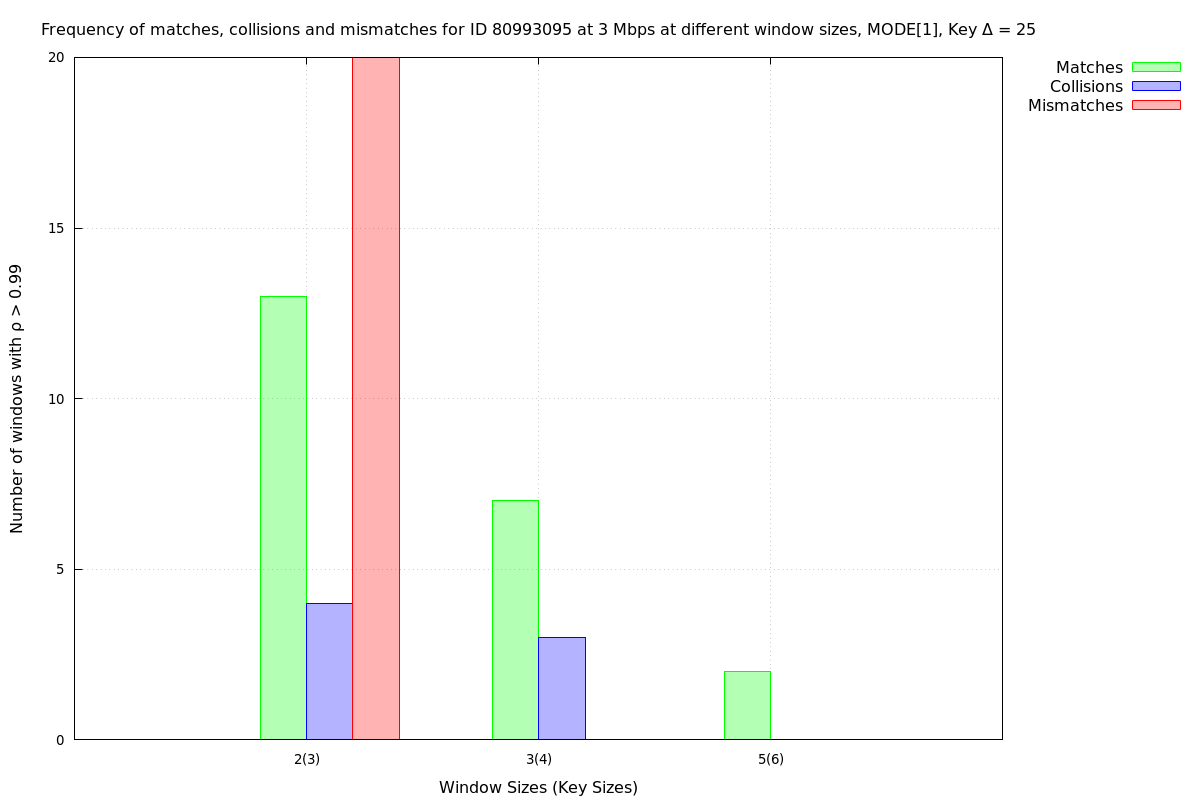 Frequency of matches, collisions and mismatches for ID 80993095 at 3 Mbps at different window sizes, MODE[1], Key Δ = 25
Matches
Collisions
Mismatches
Number of windows with ρ > 0.99
20
15
10
5
0
2(3)
3(4)
5(6)
Window Sizes (Key Sizes)